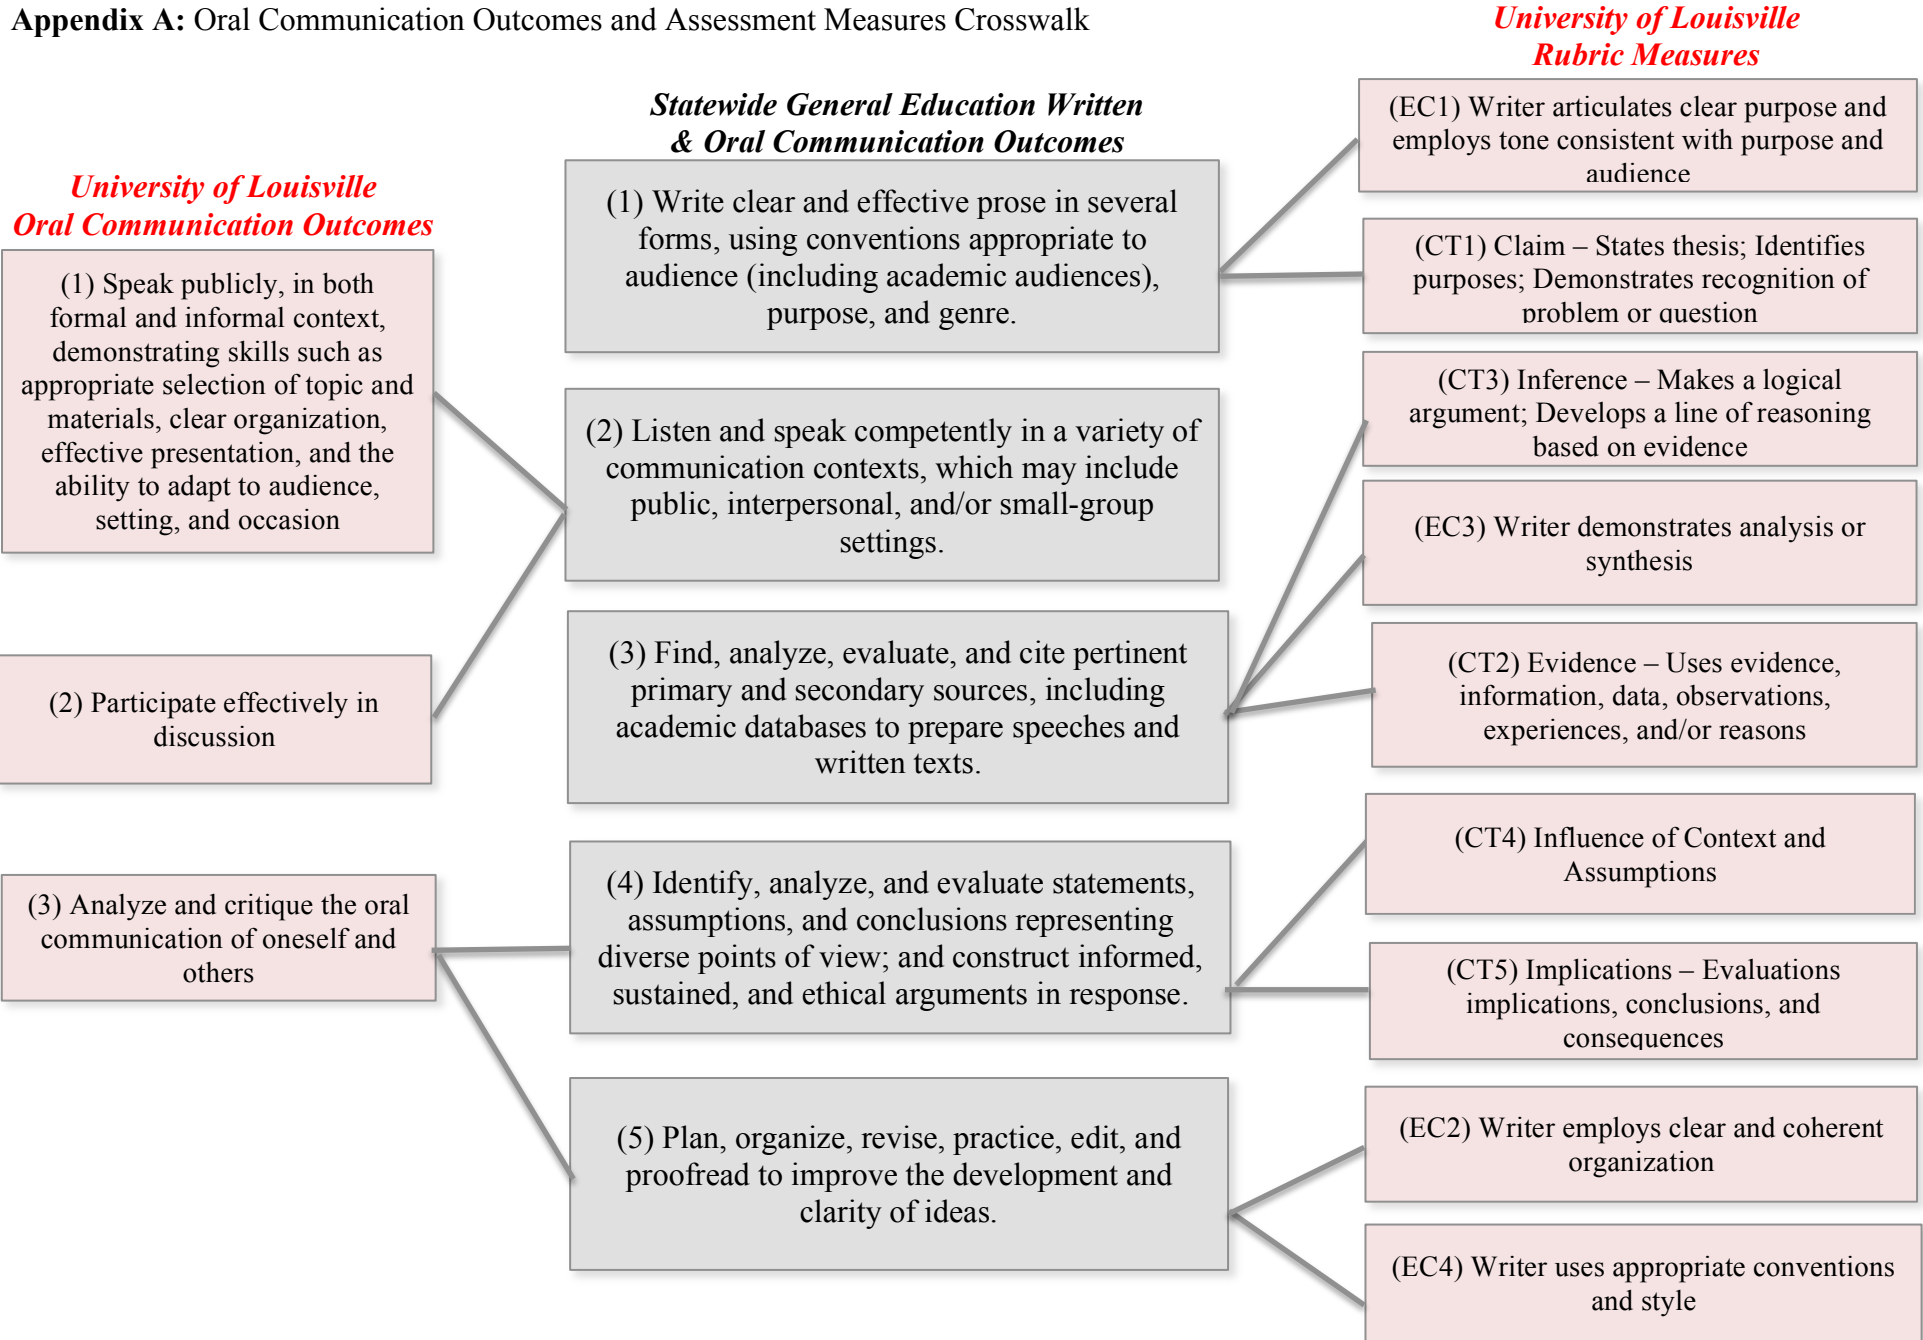 Appendix A: Oral Communication Outcomes and Assessment Measures Crosswalk
University of Louisville
Oral Communication Outcomes
(1) Speak publicly, in both
formal and informal context,
demonstrating skills such as
appropriate selection of topic and
materials, clear organization,
effective presentation, and the
ability to adapt to audience,
setting, and occasion
(2) Participate effectively in
discussion
(3) Analyze and critique the oral
communication of oneself and
others
Statewide General Education Written
& Oral Communication Outcomes
(1) Write clear and effective prose in several
forms, using conventions appropriate to
audience (including academic audiences),
purpose, and genre.
(2) Listen and speak competently in a variety of
communication contexts, which may include
public, interpersonal, and/or small-group
settings.
(3) Find, analyze, evaluate, and cite pertinent
primary and secondary sources, including
academic databases to prepare speeches and
written texts.
(4) Identify, analyze, and evaluate statements,
assumptions, and conclusions representing
diverse points of view; and construct informed,
sustained, and ethical arguments in response.
(5) Plan, organize, revise, practice, edit, and
proofread to improve the development and
clarity of ideas.
University of Louisville
Rubric Measures
(EC1) Writer articulates clear purpose and
employs tone consistent with purpose and
audience
(CT1) Claim – States thesis; Identifies
purposes; Demonstrates recognition of
problem or question
(CT3) Inference – Makes a logical
argument; Develops a line of reasoning
based on evidence
(EC3) Writer demonstrates analysis or
synthesis
(CT2) Evidence – Uses evidence,
information, data, observations,
experiences, and/or reasons
(CT4) Influence of Context and
Assumptions
(CT5) Implications – Evaluations
implications, conclusions, and
consequences
(EC2) Writer employs clear and coherent
organization
(EC4) Writer uses appropriate conventions
and style